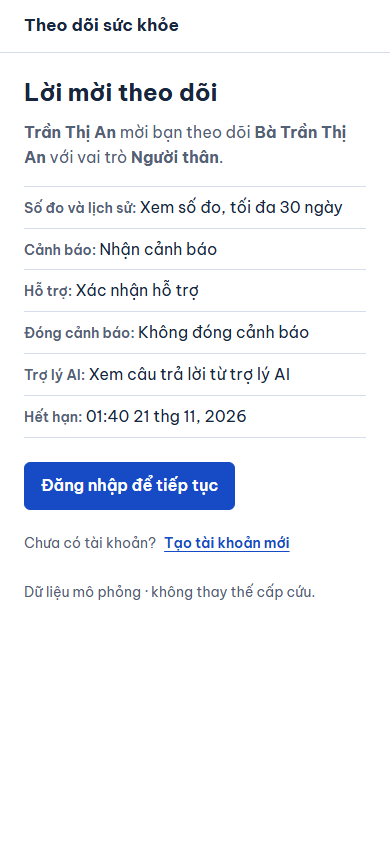 Theo dõi sức khỏe
Lời mời theo dõi
Trần Thị An mời bạn theo dõi Bà Trần Thị
An với vai trò Người thân.
Số đo và lịch sử: Xem số đo, tối đa 30 ngày
Cảnh báo: Nhận cảnh báo
Hỗ trợ: Xác nhận hỗ trợ
Đóng cảnh báo: Không đóng cảnh báo
Trợ lý AI: Xem câu trả lời từ trợ lý AI
Hết hạn: 01:40 21 thg 11, 2026
Đăng nhập để tiếp tục
Chưa có tài khoản? Tạo tài khoản mới
Dữ liệu mô phỏng · không thay thế cấp cứu.